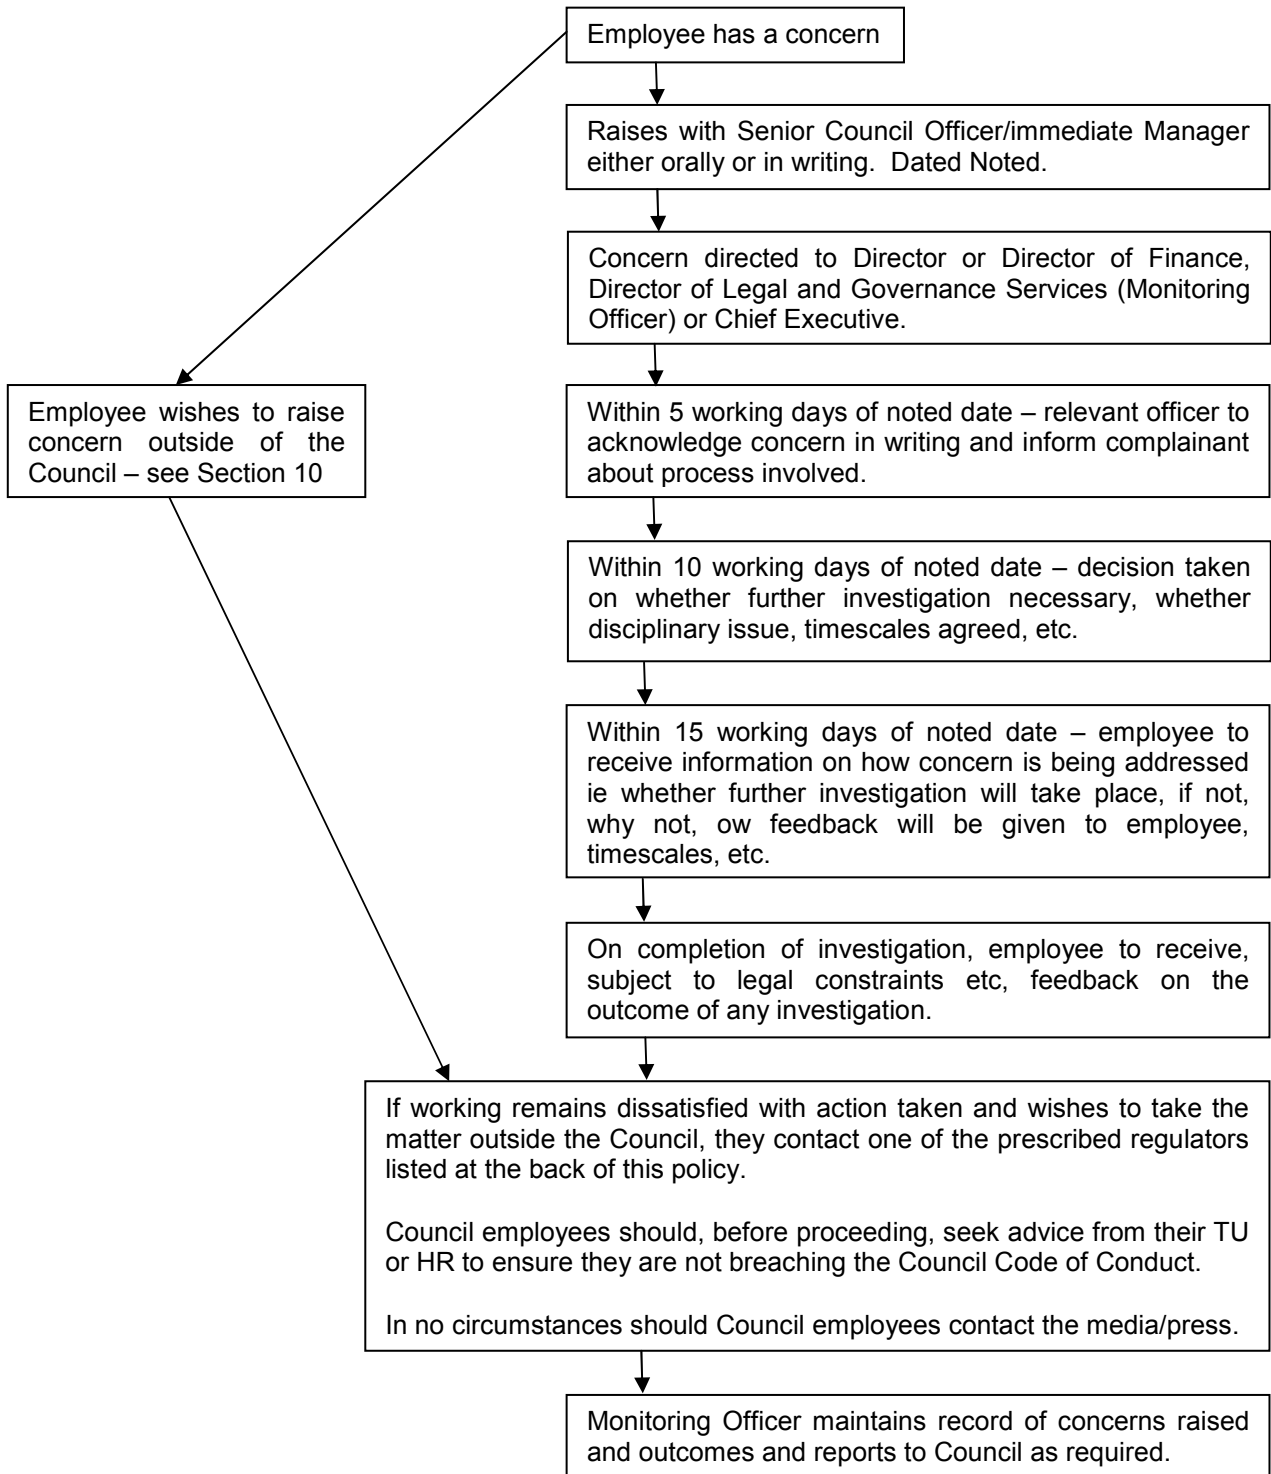 Employee has a concern
Raises with Senior Council Officer/immediate Manager
either orally or in writing.  Dated Noted.
Concern directed to Director or Director of Finance,
Director of Legal and Governance Services (Monitoring
Officer) or Chief Executive.
Employee wishes to raise
concern outside of the
Council – see Section 10
Within 5 working days of noted date – relevant officer to
acknowledge concern in writing and inform complainant
about process involved.
Within 10 working days of noted date – decision taken
on whether further investigation necessary, whether
disciplinary issue, timescales agreed, etc.
Within 15 working days of noted date – employee to
receive information on how concern is being addressed
ie whether further investigation will take place, if not,
why not, ow feedback will be given to employee,
timescales, etc.
On completion of investigation, employee to receive,
subject to legal constraints etc, feedback on the
outcome of any investigation.
If working remains dissatisfied with action taken and wishes to take the
matter outside the Council, they contact one of the prescribed regulators
listed at the back of this policy.
Council employees should, before proceeding, seek advice from their TU
or HR to ensure they are not breaching the Council Code of Conduct.
In no circumstances should Council employees contact the media/press.
Monitoring Officer maintains record of concerns raised
and outcomes and reports to Council as required.